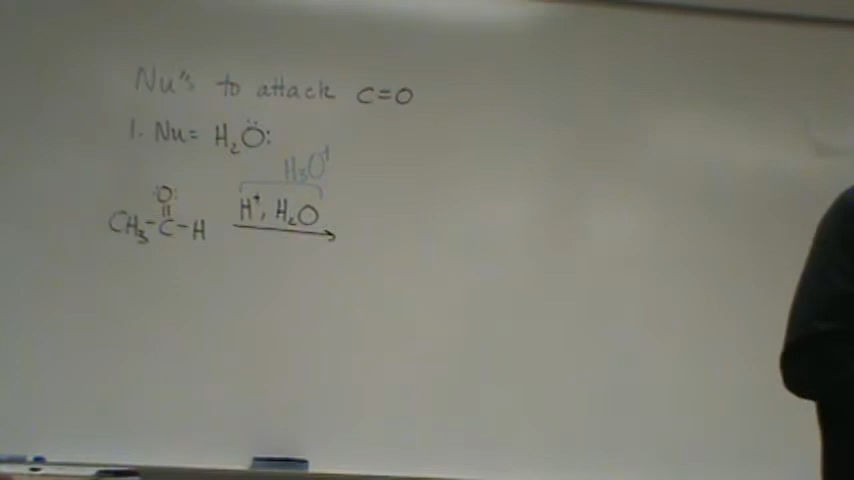 Nu's to attack C=O
1. Nu= H₂Ö:
H₃O⁺
:O:
||
CH₃-C-H
H⁺, H₂O